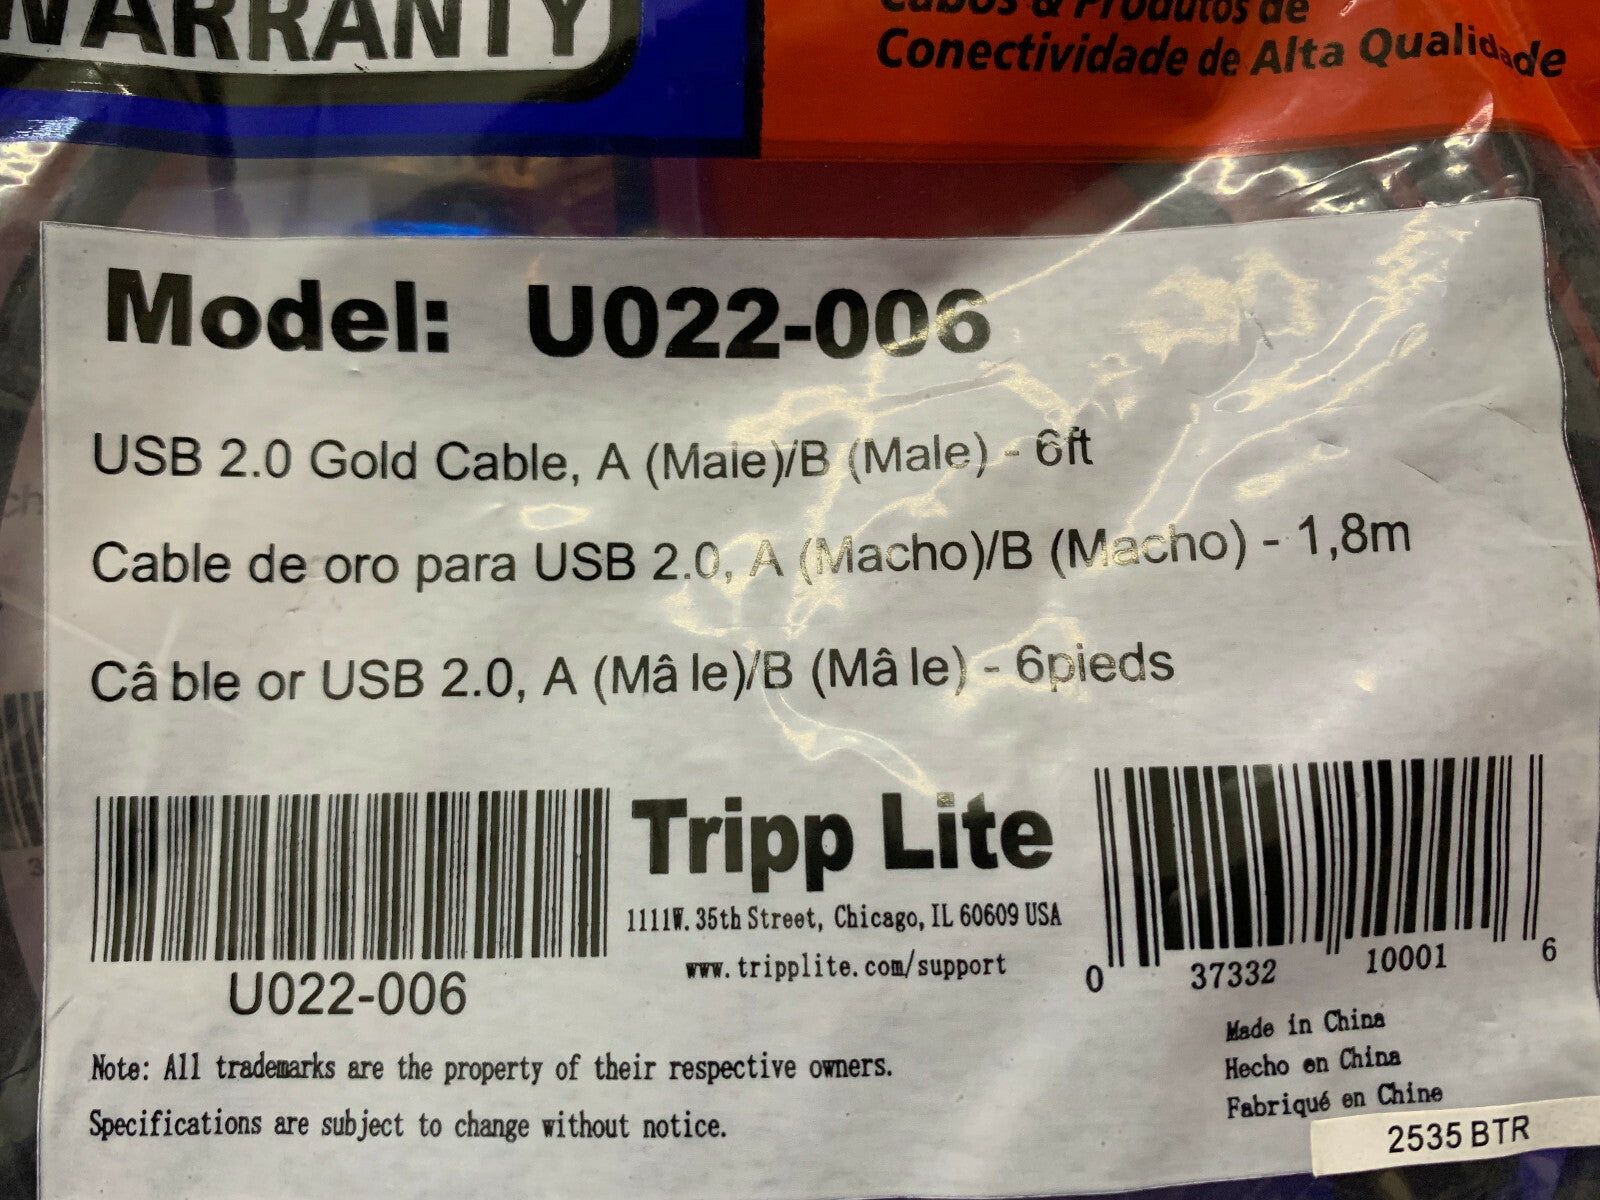 WARRANTY
Cabos & Produtos de
Conectividade de Alta Qualidade
Model: U022-006
USB 2.0 Gold Cable, A (Male)/B (Male) - 6ft
Cable de oro para USB 2.0, A (Macho)/B (Macho) - 1,8m
Câ ble or USB 2.0, A (Mâ le)/B (Mâ le) - 6pieds
Tripp Lite
1111W. 35th Street, Chicago, IL 60609 USA
www.tripplite.com/support
U022-006
0 37332 10001 6
Made in China
Hecho en China
Fabriqué en Chine
Note: All trademarks are the property of their respective owners.
Specifications are subject to change without notice.
2535 BTR